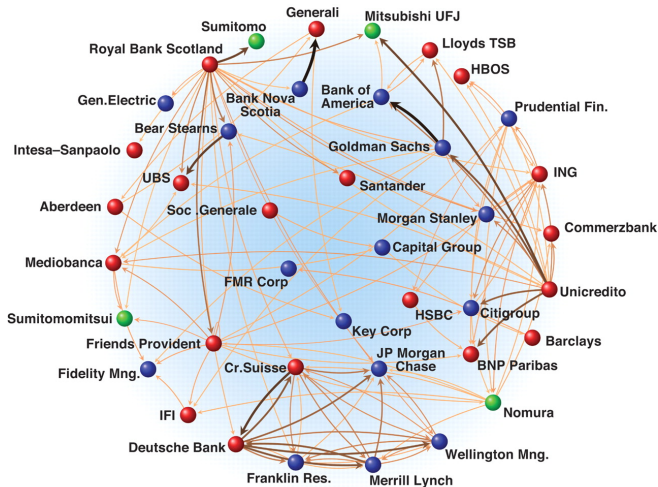 Generali
Sumitomo
Mitsubishi UFJ
Lloyds TSB
Royal Bank Scotland
HBOS
Gen.Electric
Bank Nova
Scotia
Bank of
America
Prudential Fin.
Bear Stearns
Goldman Sachs
Intesa–Sanpaolo
UBS
Santander
ING
Aberdeen
Soc .Generale
Morgan Stanley
Commerzbank
Capital Group
Mediobanca
FMR Corp
Unicredito
HSBC
Citigroup
Sumitomomitsui
Key Corp
Barclays
Friends Provident
JP Morgan
Chase
BNP Paribas
Fidelity Mng.
Cr.Suisse
Nomura
IFI
Deutsche Bank
Wellington Mng.
Franklin Res.
Merrill Lynch